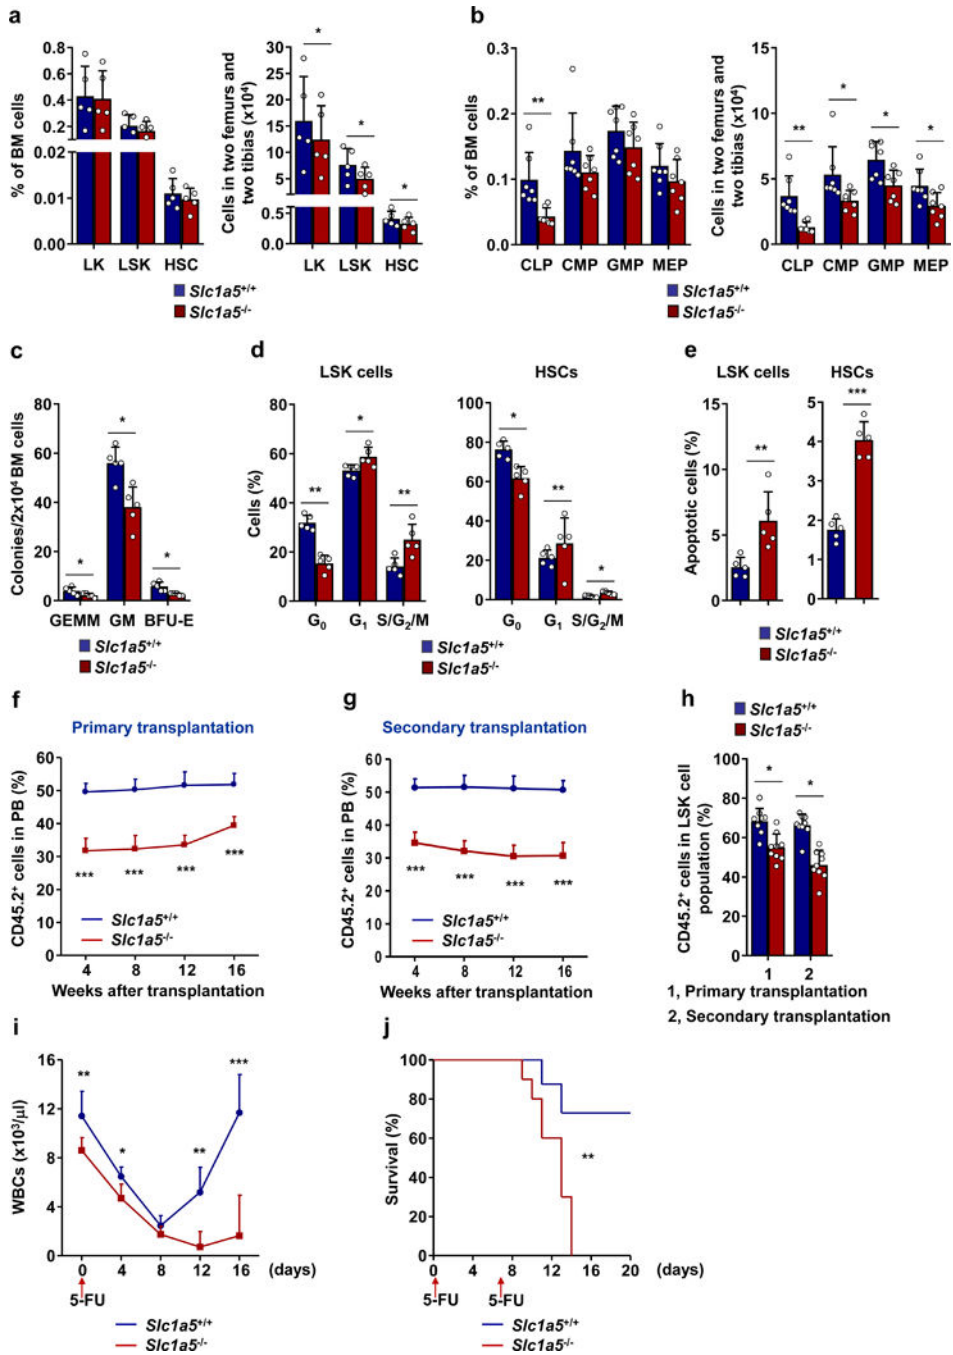 a
% of BM cells
0.8
0.6
0.4
0.2
0.02
0.01
0.00
LK LSK HSC
Cells in two femurs and
two tibias (x10⁴)
30
20
10
0.5
0.0
*
*
*
LK LSK HSC
Slc1a5+/+
Slc1a5-/-
b
% of BM cells
0.3
0.2
0.1
0.0
**
CLP CMP GMP MEP
Cells in two femurs and
two tibias (x10⁴)
15
10
5
0
**
*
*
*
CLP CMP GMP MEP
Slc1a5+/+
Slc1a5-/-
c
Colonies/2x10⁴ BM cells
80
60
40
20
0
*
*
*
GEMM GM BFU-E
Slc1a5+/+
Slc1a5-/-
d
LSK cells
Cells (%)
80
60
40
20
0
**
*
**
G₀ G₁ S/G₂/M
HSCs
100
80
60
40
20
0
*
**
*
G₀ G₁ S/G₂/M
Slc1a5+/+
Slc1a5-/-
e
LSK cells
Apoptotic cells (%)
15
10
5
0
**
HSCs
5
4
3
2
1
0
***
Slc1a5+/+
Slc1a5-/-
f
Primary transplantation
CD45.2⁺ cells in PB (%)
60
50
40
30
20
10
0
*** *** *** ***
Slc1a5+/+
Slc1a5-/-
4 8 12 16
Weeks after transplantation
g
Secondary transplantation
CD45.2⁺ cells in PB (%)
60
50
40
30
20
10
0
*** *** *** ***
Slc1a5+/+
Slc1a5-/-
4 8 12 16
Weeks after transplantation
h
Slc1a5+/+
Slc1a5-/-
CD45.2⁺ cells in LSK cell
population (%)
100
80
60
40
20
0
*
*
1 2
1, Primary transplantation
2, Secondary transplantation
i
WBCs (x10³/µl)
16
12
8
4
0
**
*
**
***
0 4 8 12 16 (days)
5-FU
Slc1a5+/+
Slc1a5-/-
j
Survival (%)
100
80
60
40
20
0
**
0 4 8 12 16 20 (days)
5-FU 5-FU
Slc1a5+/+
Slc1a5-/-